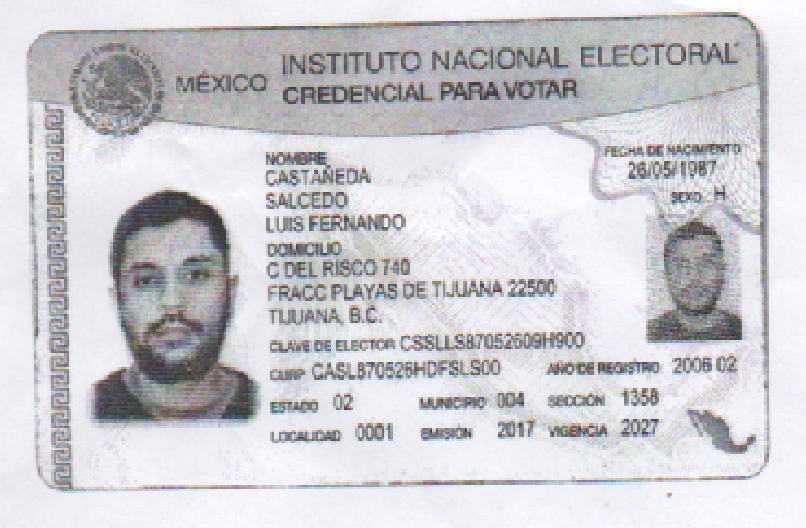 MÉXICO
INSTITUTO NACIONAL ELECTORAL
CREDENCIAL PARA VOTAR
NOMBRE
CASTAÑEDA
SALCEDO
LUIS FERNANDO
FECHA DE NACIMIENTO
26/05/1987
SEXO H
DOMICILIO
C DEL RISCO 740
FRACC PLAYAS DE TIJUANA 22500
TIJUANA, B.C.
CLAVE DE ELECTOR CSSLLS87052609H900
CURP CASL870526HDFSLS00 AÑO DE REGISTRO 2006 02
ESTADO 02 MUNICIPIO 004 SECCIÓN 1358
LOCALIDAD 0001 EMISIÓN 2017 VIGENCIA 2027